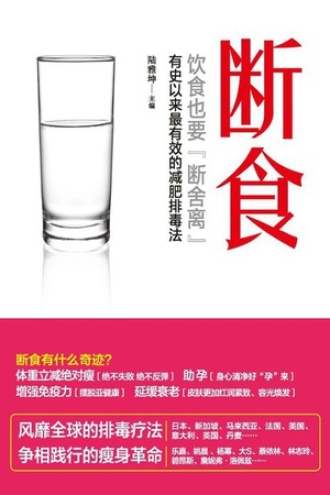 断食
饮食也要『断舍离』
有史以来最有效的减肥排毒法
陆雅坤—主编
断食有什么奇迹？
体重立减绝对瘦［绝不失败 绝不反弹］ 助孕［身心清净好“孕”来］
增强免疫力［摆脱亚健康］ 延缓衰老［皮肤更加红润紧致、容光焕发］
风靡全球的排毒疗法
争相践行的瘦身革命
日本、新加坡、马来西亚、法国、美国、
意大利、英国、丹麦……
乐嘉、姚晨、杨幂、大S、蔡依林、林志玲、
碧昂斯、詹妮弗·洛佩兹……